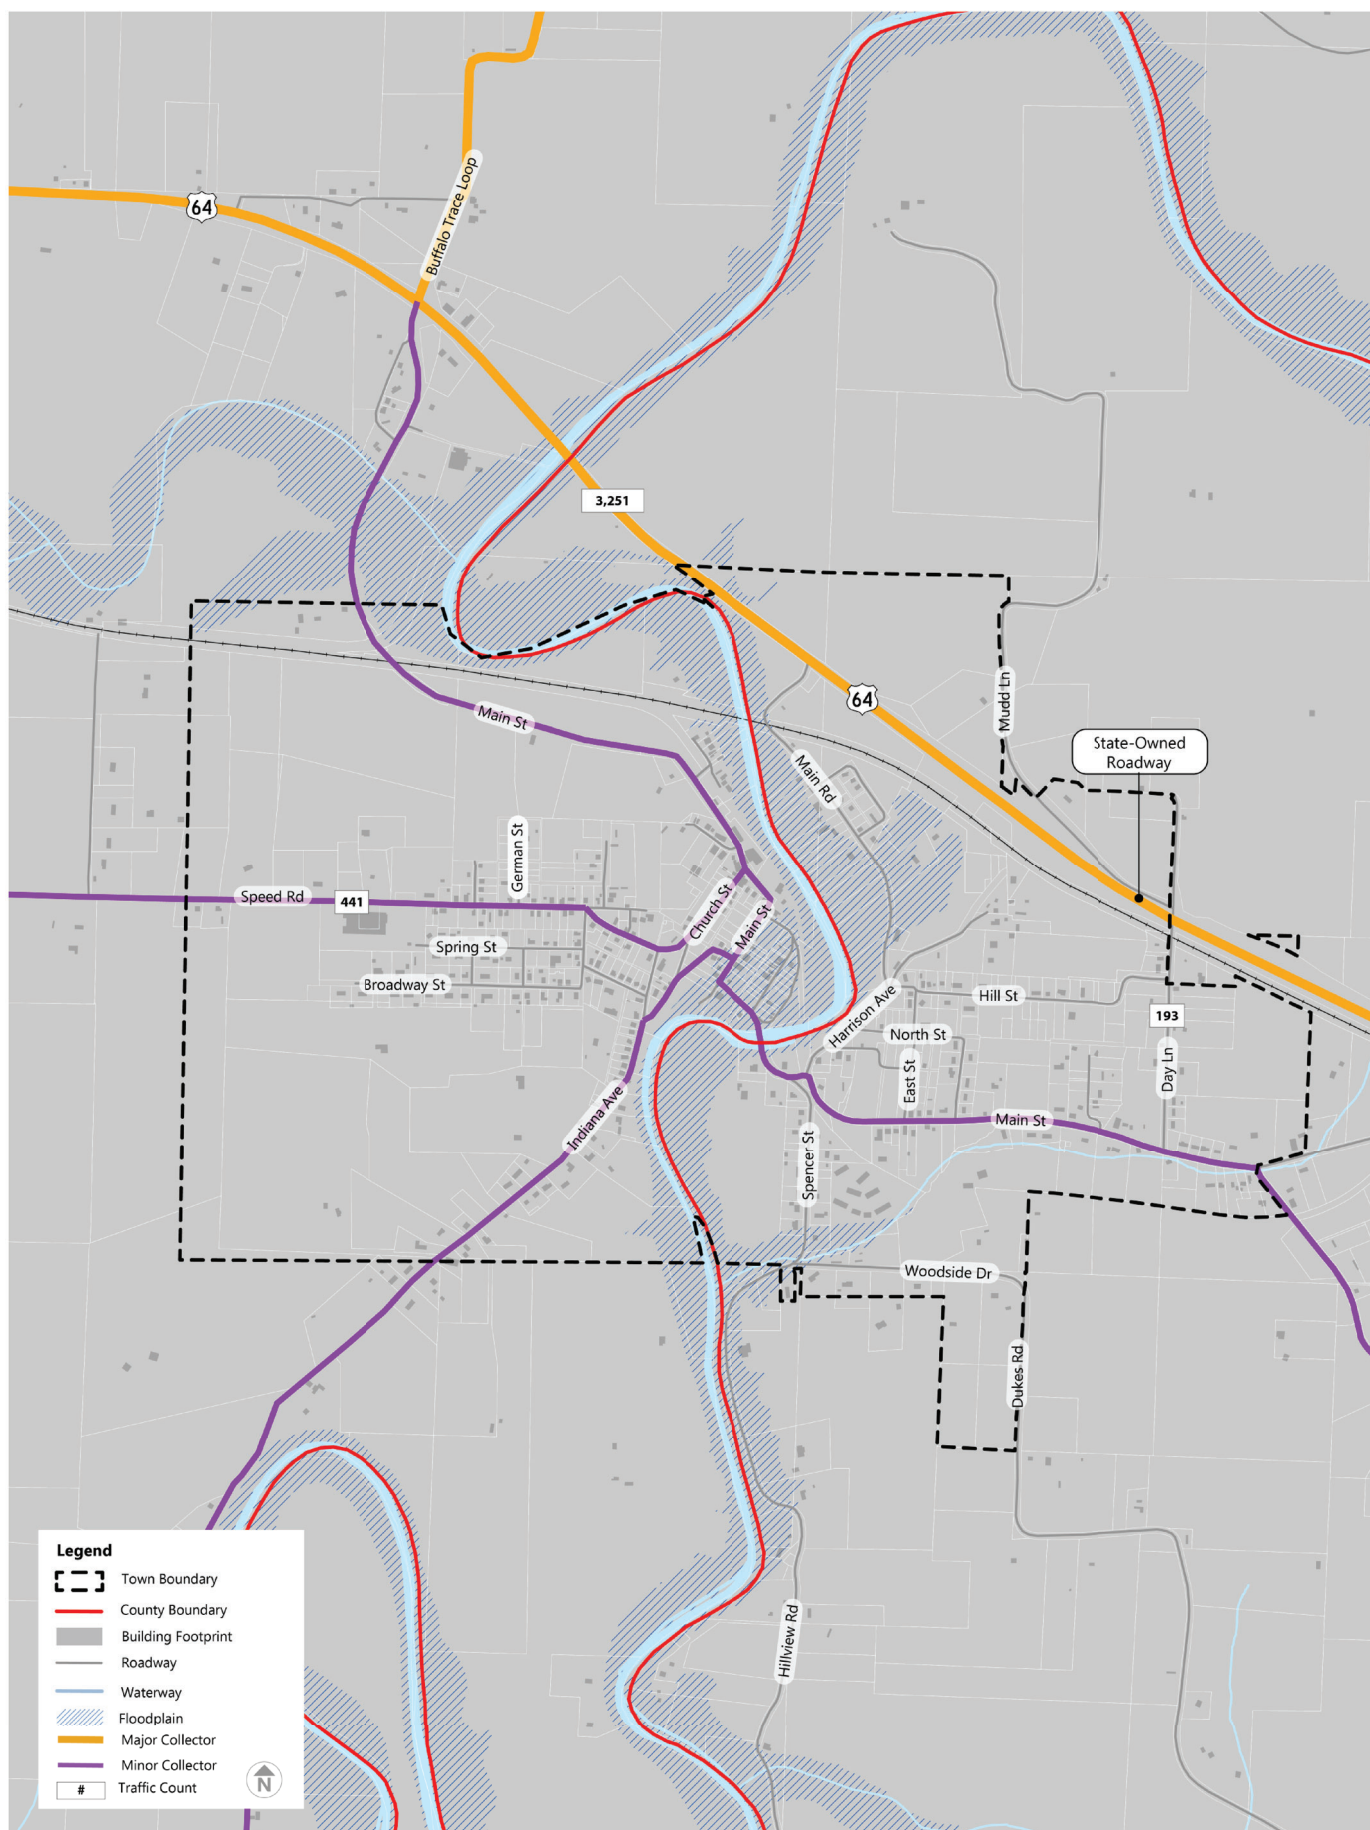 Buffalo Trace Loop
64
3,251
Mudd Ln
64
Main St
State-Owned
Roadway
Main Rd
German St
Speed Rd
441
Church St
Main St
Spring St
Broadway St
Hill St
Harrison Ave
193
North St
East St
Day Ln
Indiana Ave
Main St
Spencer St
Woodside Dr
Dukes Rd
Hillview Rd
Legend
Town Boundary
County Boundary
Building Footprint
Roadway
Waterway
Floodplain
Major Collector
Minor Collector
# Traffic Count
N